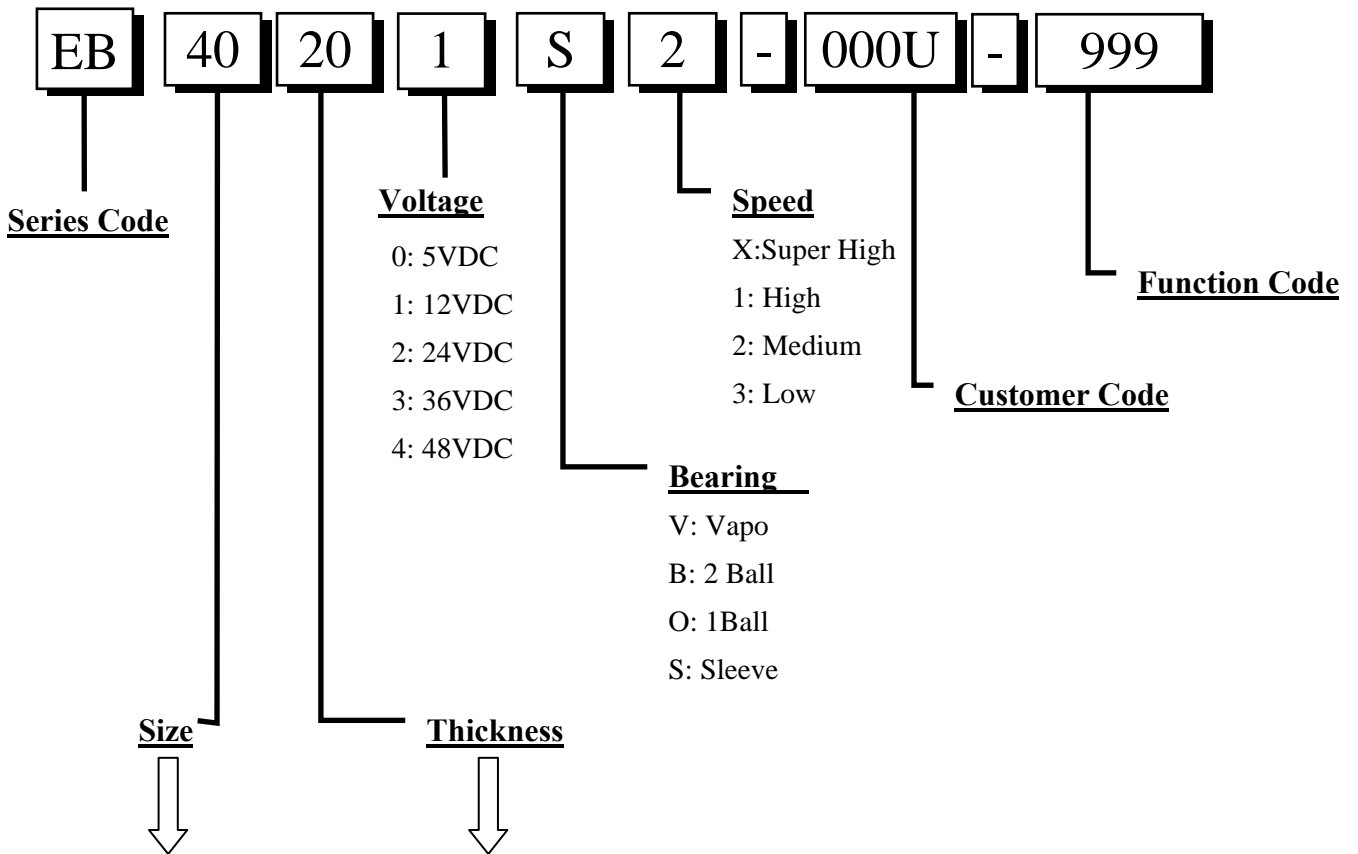 EB 40 20 1 S 2 - 000U - 999
Series Code
Voltage
0: 5VDC
1: 12VDC
2: 24VDC
3: 36VDC
4: 48VDC
Speed
X:Super High
1: High
2: Medium
3: Low
Function Code
Customer Code
Bearing
V: Vapo
B: 2 Ball
O: 1Ball
S: Sleeve
Size
Thickness